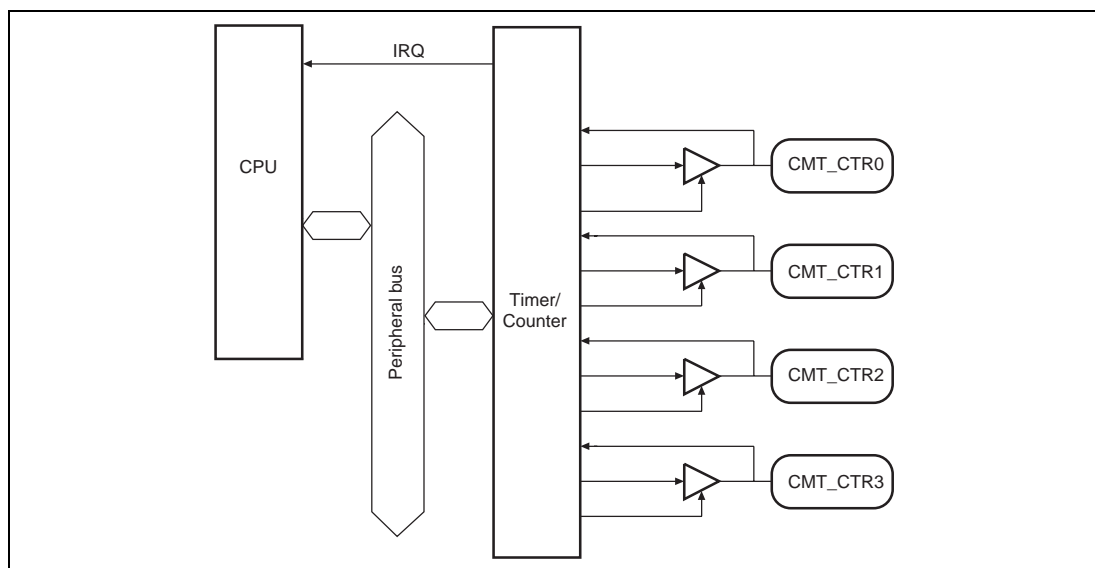 IRQ
CPU
Peripheral bus
Timer/
Counter
CMT_CTR0
CMT_CTR1
CMT_CTR2
CMT_CTR3